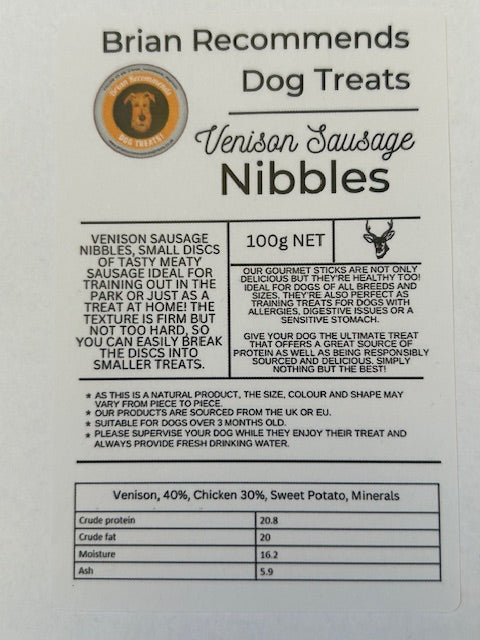 Brian Recommends
Dog Treats
Brian Recommends
DOG TREATS!
Venison Sausage
Nibbles
VENISON SAUSAGE
NIBBLES, SMALL DISCS
OF TASTY MEATY
SAUSAGE IDEAL FOR
TRAINING OUT IN THE
PARK OR JUST AS A
TREAT AT HOME! THE
TEXTURE IS FIRM BUT
NOT TOO HARD, SO
YOU CAN EASILY BREAK
THE DISCS INTO
SMALLER TREATS.
100g NET
OUR GOURMET STICKS ARE NOT ONLY
DELICIOUS BUT THEY'RE HEALTHY TOO!
IDEAL FOR DOGS OF ALL BREEDS AND
SIZES. THEY'RE ALSO PERFECT AS
TRAINING TREATS FOR DOGS WITH
ALLERGIES, DIGESTIVE ISSUES OR A
SENSITIVE STOMACH.
GIVE YOUR DOG THE ULTIMATE TREAT
THAT OFFERS A GREAT SOURCE OF
PROTEIN AS WELL AS BEING RESPONSIBLY
SOURCED AND DELICIOUS. SIMPLY
NOTHING BUT THE BEST!
* AS THIS IS A NATURAL PRODUCT, THE SIZE, COLOUR AND SHAPE MAY
VARY FROM PIECE TO PIECE.
* OUR PRODUCTS ARE SOURCED FROM THE UK OR EU.
* SUITABLE FOR DOGS OVER 3 MONTHS OLD.
* PLEASE SUPERVISE YOUR DOG WHILE THEY ENJOY THEIR TREAT AND
ALWAYS PROVIDE FRESH DRINKING WATER.
Venison, 40%, Chicken 30%, Sweet Potato, Minerals
Crude protein 20.8
Crude fat 20
Moisture 16.2
Ash 5.9